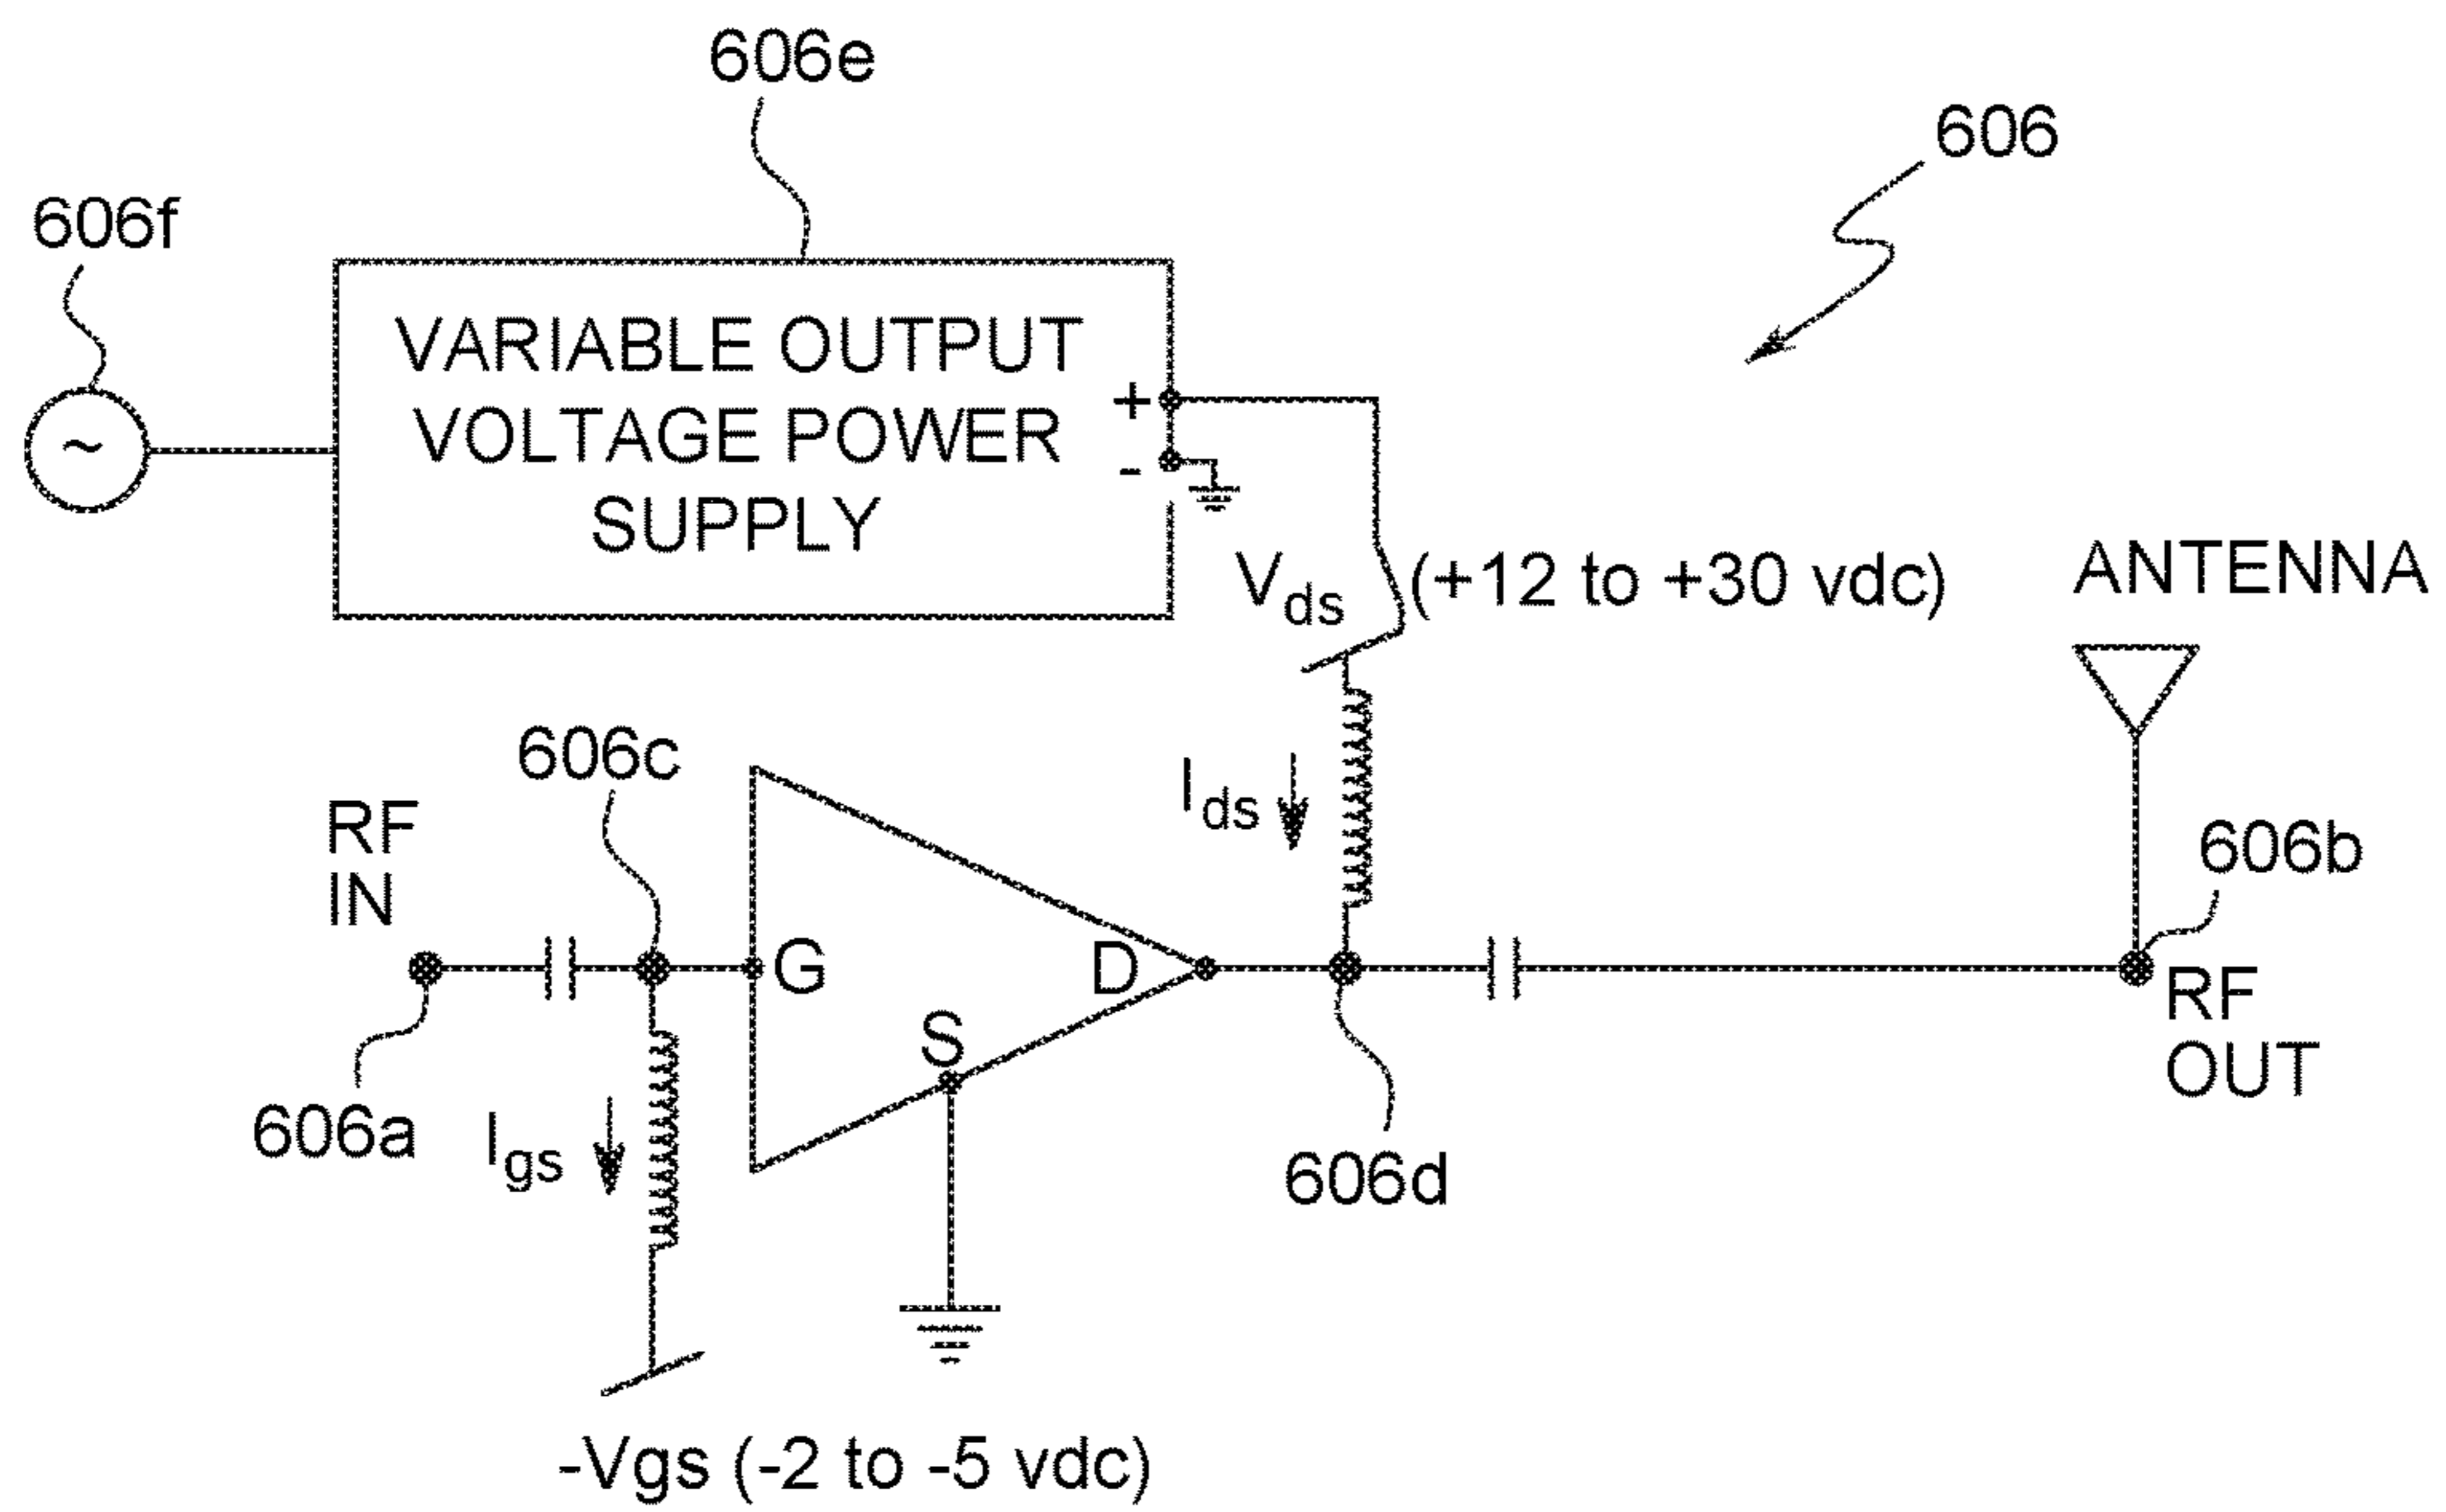 606e
606
606f
VARIABLE OUTPUT
VOLTAGE POWER
SUPPLY
+
-
~
Vds (+12 to +30 vdc)
ANTENNA
606c
Ids
RF
IN
606b
G
D
S
RF
OUT
606a
Igs
606d
-Vgs (-2 to -5 vdc)